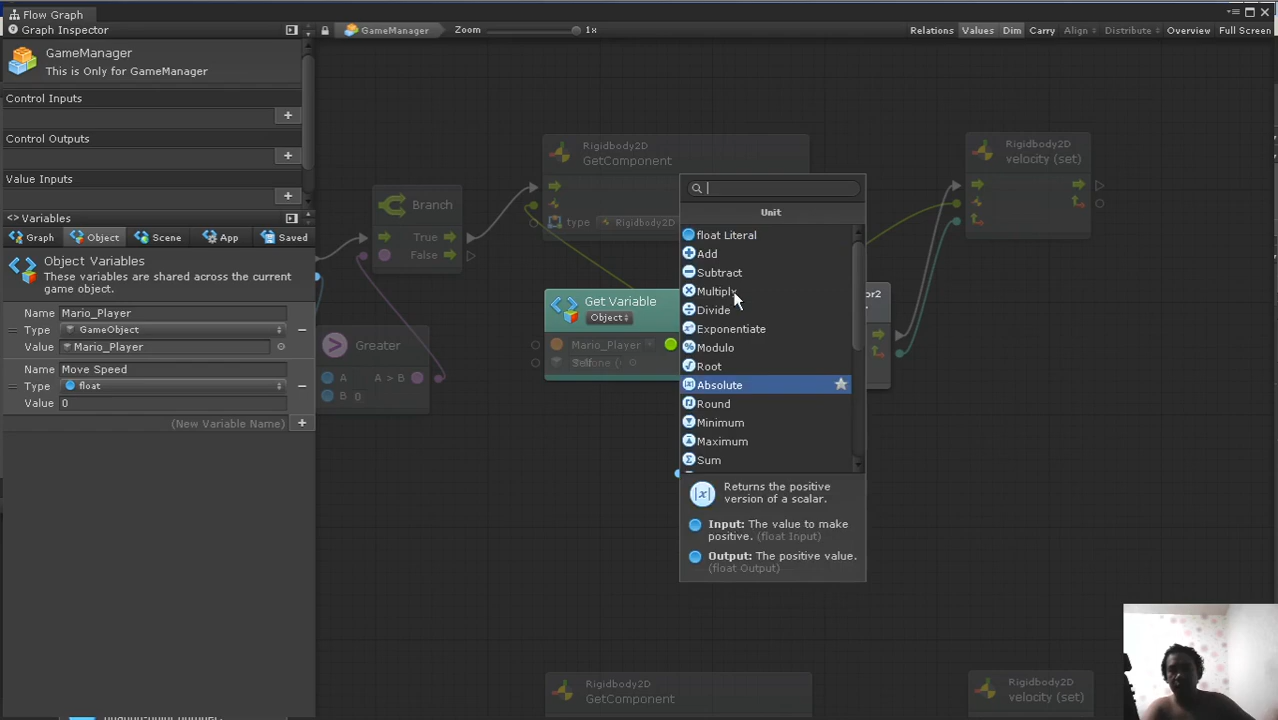 Flow Graph
Graph Inspector
GameManager
Zoom
1x
Relations
Values
Dim
Carry
Align
Distribute
Overview
Full Screen
GameManager
This is Only for GameManager
Control Inputs
Control Outputs
Value Inputs
<> Variables
Graph
Object
Scene
App
Saved
Object Variables
These variables are shared across the current
game object.
Name
Mario_Player
Type
GameObject
Value
Mario_Player
Name
Move Speed
Type
float
Value
0
(New Variable Name)
Branch
True
False
Greater
A
A > B
B
0
Rigidbody2D
GetComponent
type
Rigidbody2D
Get Variable
Object
Mario_Player
Unit
float Literal
Add
Subtract
Multiply
Divide
Exponentiate
Modulo
Root
Absolute
Round
Minimum
Maximum
Sum
Returns the positive
version of a scalar.
Input: The value to make
positive. (float Input)
Output: The positive value.
(float Output)
Rigidbody2D
velocity (set)
Rigidbody2D
GetComponent
Rigidbody2D
velocity (set)